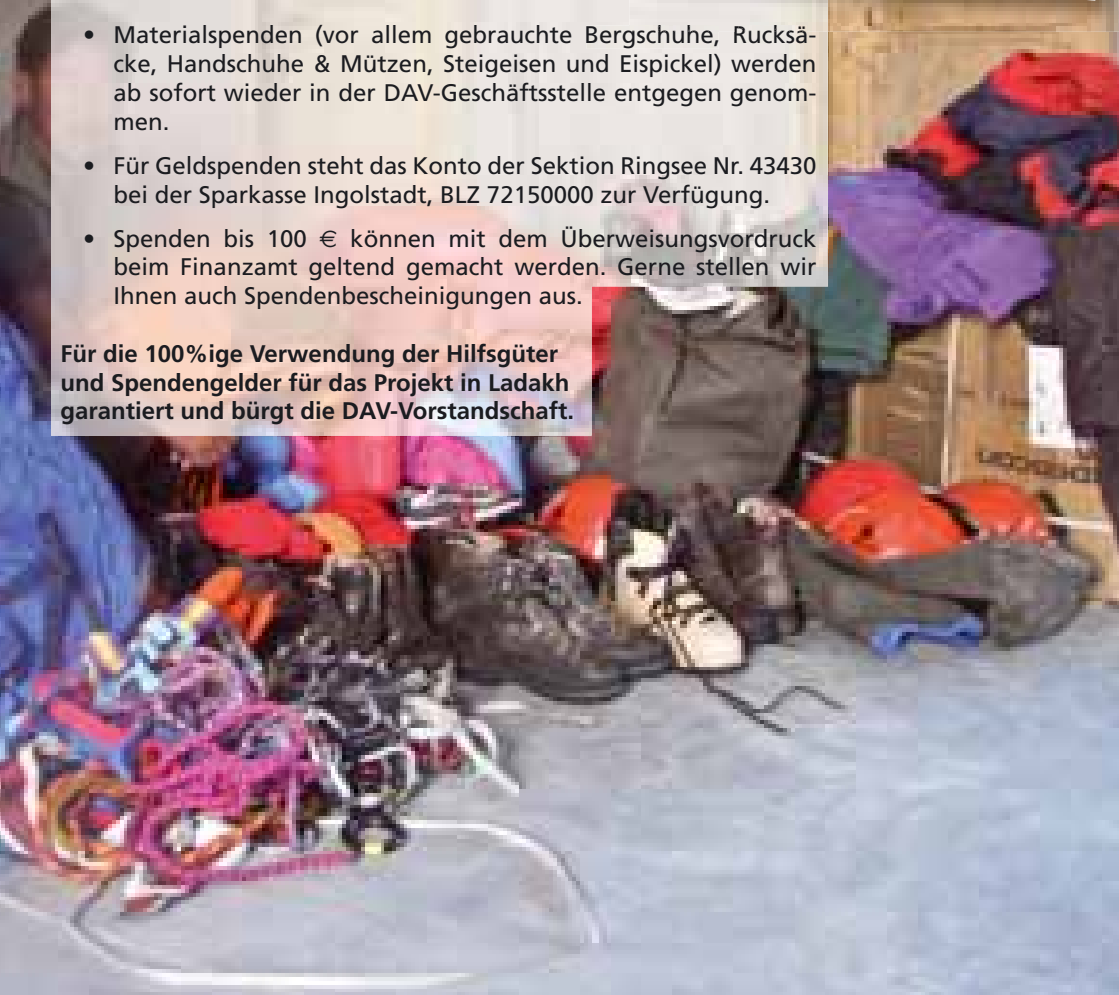 • Materialspenden (vor allem gebrauchte Bergschuhe, Rucksä-
cke, Handschuhe & Mützen, Steigeisen und Eispickel) werden
ab sofort wieder in der DAV-Geschäftsstelle entgegen genom-
men.
• Für Geldspenden steht das Konto der Sektion Ringsee Nr. 43430
bei der Sparkasse Ingolstadt, BLZ 72150000 zur Verfügung.
• Spenden bis 100 € können mit dem Überweisungsvordruck
beim Finanzamt geltend gemacht werden. Gerne stellen wir
Ihnen auch Spendenbescheinigungen aus.
Für die 100%ige Verwendung der Hilfsgüter
und Spendengelder für das Projekt in Ladakh
garantiert und bürgt die DAV-Vorstandschaft.